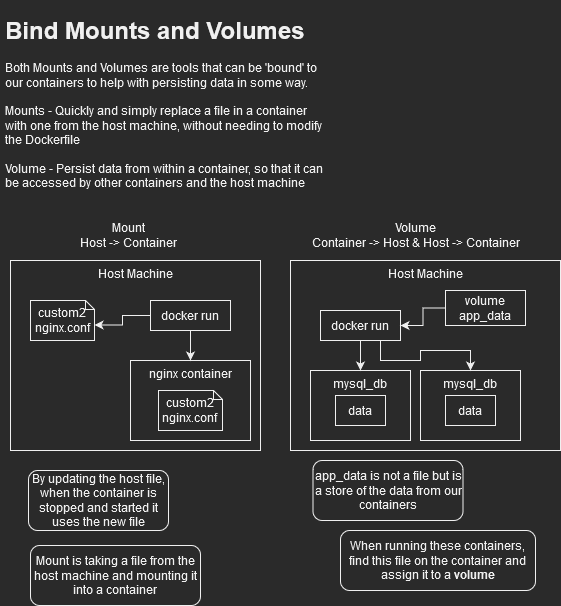 Bind Mounts and Volumes
Both Mounts and Volumes are tools that can be 'bound' to
our containers to help with persisting data in some way.
Mounts - Quickly and simply replace a file in a container
with one from the host machine, without needing to modify
the Dockerfile
Volume - Persist data from within a container, so that it can
be accessed by other containers and the host machine
Mount
Host -> Container
Host Machine
custom2
nginx.conf
docker run
nginx container
custom2
nginx.conf
By updating the host file,
when the container is
stopped and started it
uses the new file
Mount is taking a file from the
host machine and mounting it
into a container
Volume
Container -> Host & Host -> Container
Host Machine
volume
app_data
docker run
mysql_db
data
mysql_db
data
app_data is not a file but is
a store of the data from our
containers
When running these containers,
find this file on the container and
assign it to a volume